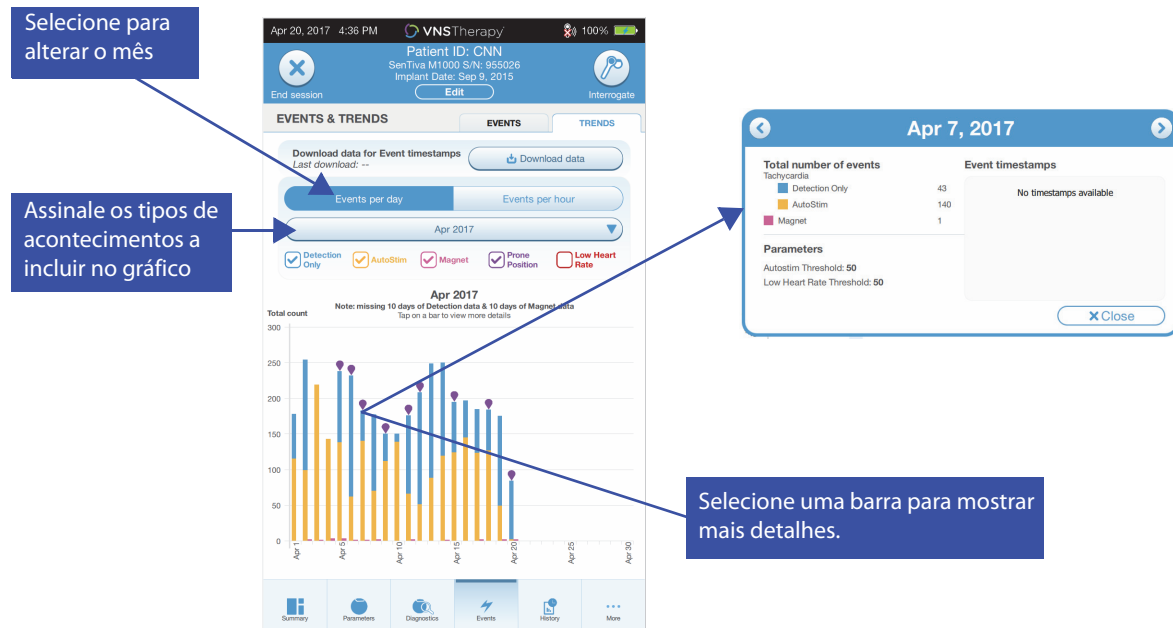 Selecione para
alterar o mês
Assinale os tipos de
acontecimentos a
incluir no gráfico
Apr 20, 2017 4:36 PM
VNSTherapy
100%
Patient ID: CNN
SenTiva M1000 S/N: 955026
Implant Date: Sep 9, 2015
End session
Edit
Interrogate
EVENTS & TRENDS
EVENTS
TRENDS
Download data for Event timestamps
Last download: --
Download data
Events per day
Events per hour
Apr 2017
Detection Only
AutoStim
Magnet
Prone Position
Low Heart Rate
Apr 2017
Note: missing 10 days of Detection data & 10 days of Magnet data
Tap on a bar to view more details
Total count
300
250
200
150
100
50
0
Apr 1
Apr 5
Apr 10
Apr 15
Apr 20
Apr 25
Apr 30
Summary
Parameters
Diagnostics
Events
History
More
Apr 7, 2017
Total number of events
Tachycardia
Detection Only 43
AutoStim 140
Magnet 1
Parameters
Autostim Threshold: 50
Low Heart Rate Threshold: 50
Event timestamps
No timestamps available
Close
Selecione uma barra para mostrar
mais detalhes.